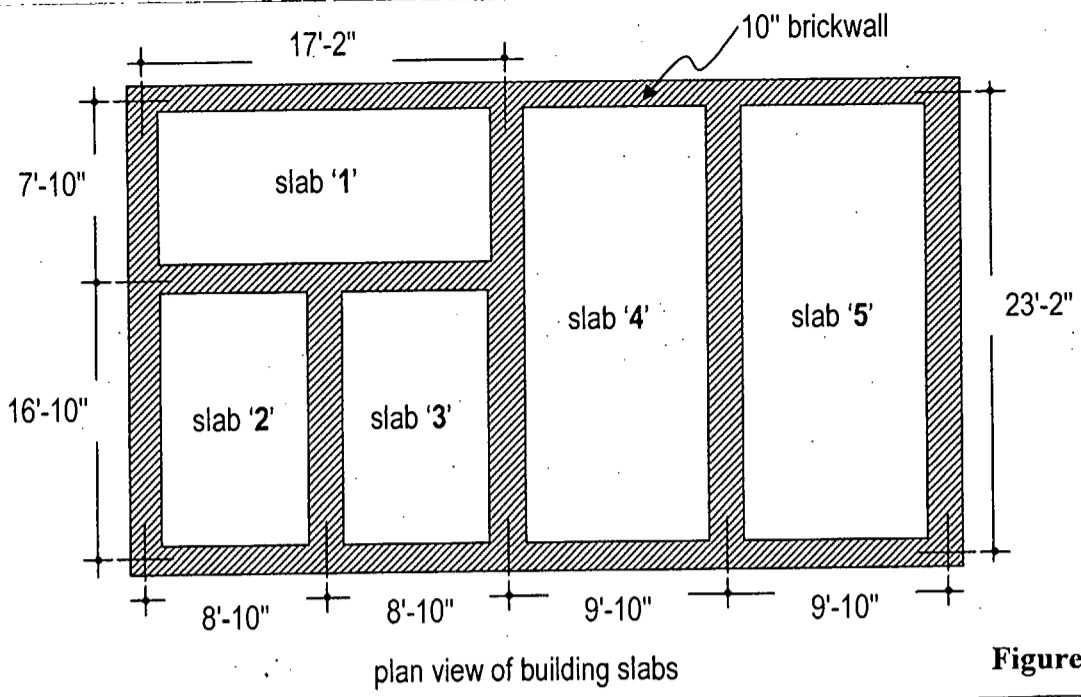 17'-2"
10" brickwall
7'-10"
slab '1'
slab '4'
slab '5'
23'-2"
16'-10"
slab '2'
slab '3'
8'-10"
8'-10"
9'-10"
9'-10"
plan view of building slabs
Figure